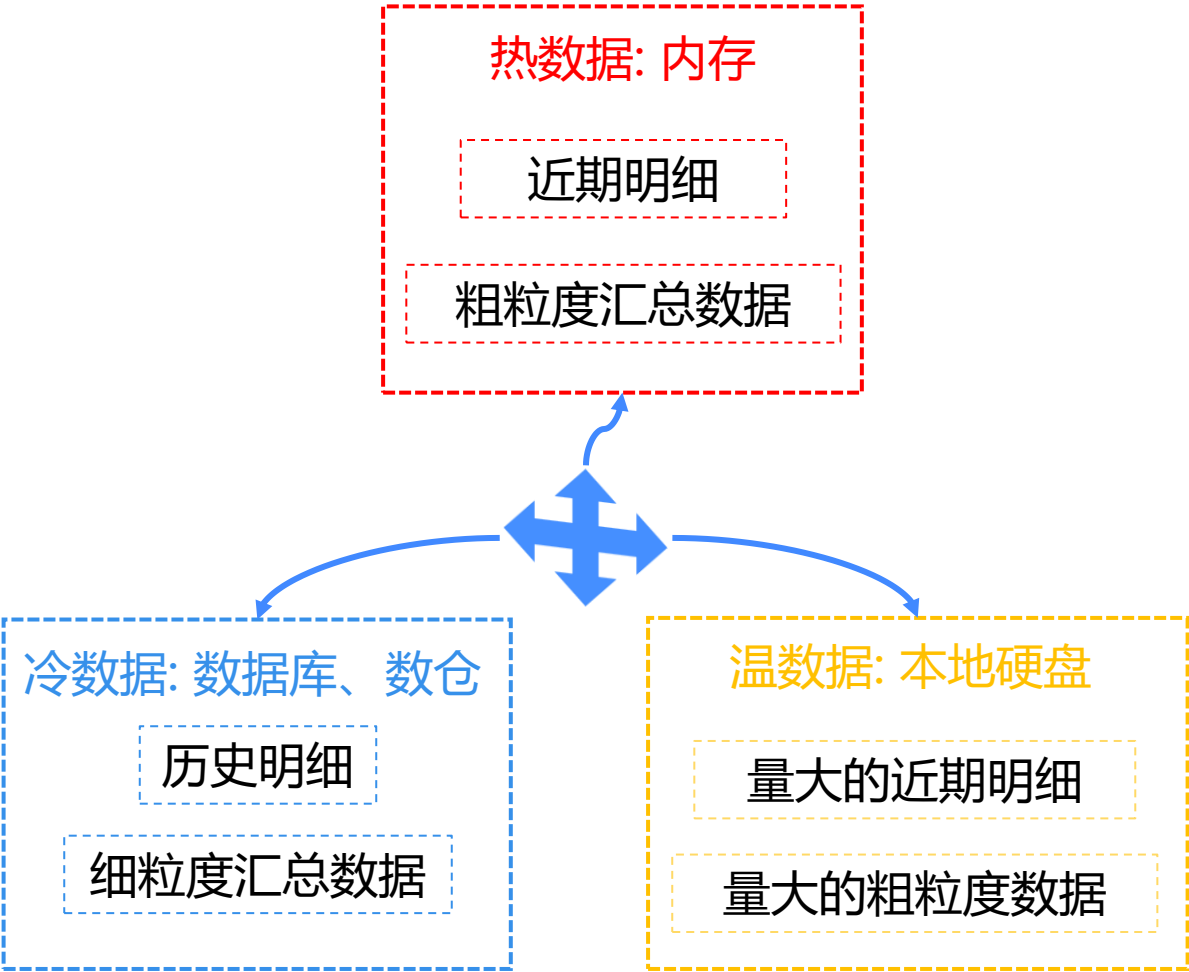 热数据: 内存
近期明细
粗粒度汇总数据
冷数据: 数据库、数仓
历史明细
细粒度汇总数据
温数据: 本地硬盘
量大的近期明细
量大的粗粒度数据